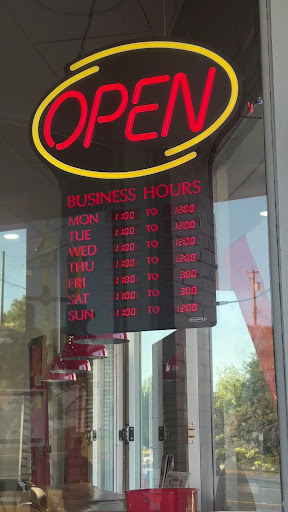 OPEN
BUSINESS HOURS
MON 11:00 TO 12:00
TUE 11:00 TO 12:00
WED 11:00 TO 12:00
THU 11:00 TO 12:00
FRI 11:00 TO 3:00
SAT 11:00 TO 3:00
SUN 11:00 TO 12:00